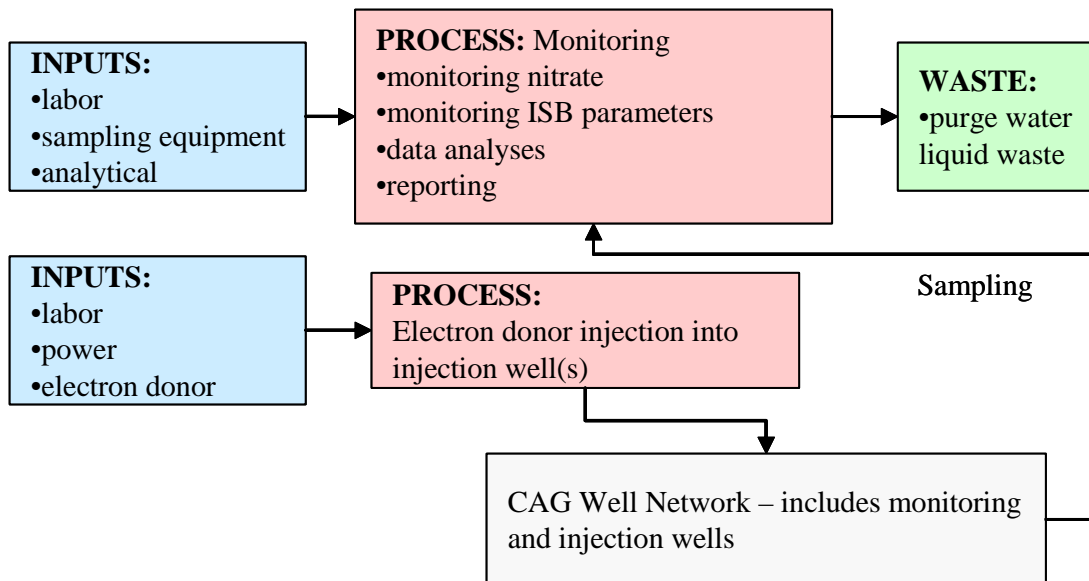 INPUTS:
•labor
•sampling equipment
•analytical
PROCESS: Monitoring
•monitoring nitrate
•monitoring ISB parameters
•data analyses
•reporting
WASTE:
•purge water
liquid waste
Sampling
INPUTS:
•labor
•power
•electron donor
PROCESS:
Electron donor injection into
injection well(s)
CAG Well Network – includes monitoring
and injection wells